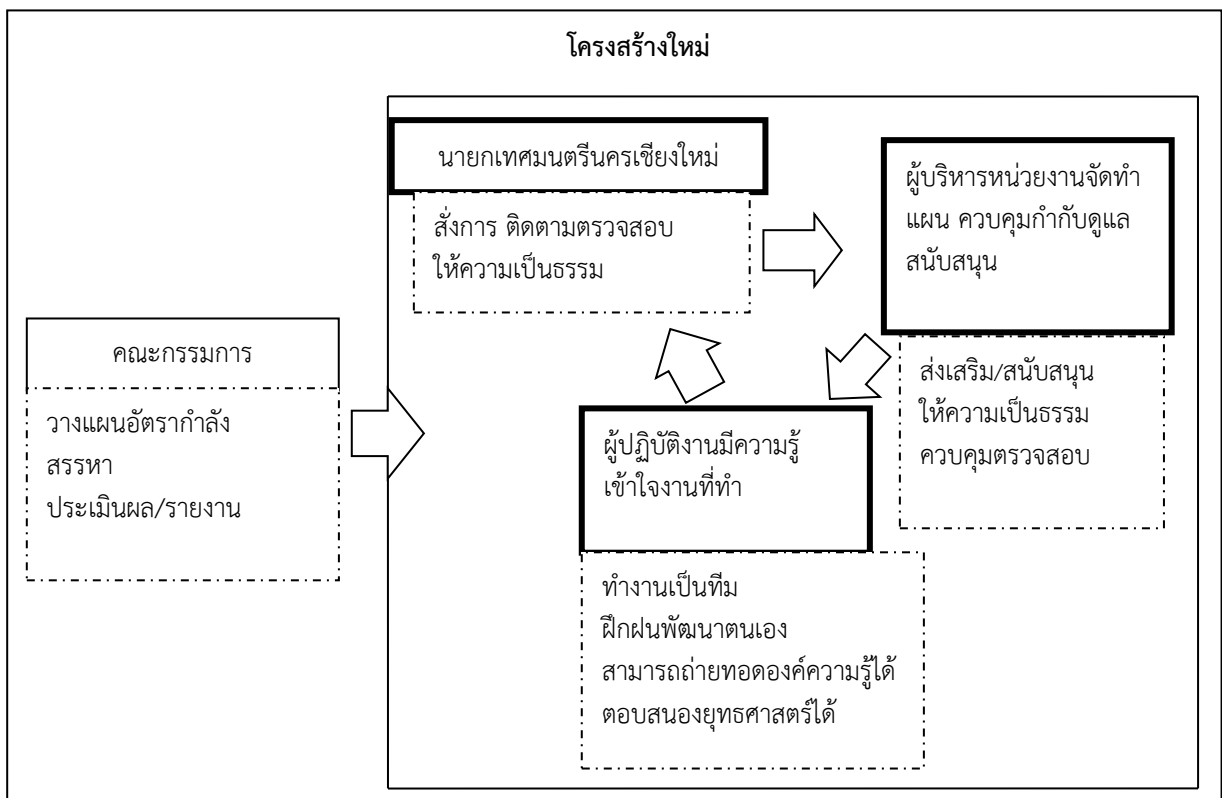 โครงสร้างใหม่
นายกเทศมนตรีนครเชียงใหม่
สั่งการ ติดตามตรวจสอบ
ให้ความเป็นธรรม
ผู้บริหารหน่วยงานจัดทำ
แผน ควบคุมกำกับดูแล
สนับสนุน
ส่งเสริม/สนับสนุน
ให้ความเป็นธรรม
ควบคุมตรวจสอบ
คณะกรรมการ
วางแผนอัตรากำลัง
สรรหา
ประเมินผล/รายงาน
ผู้ปฏิบัติงานมีความรู้
เข้าใจงานที่ทำ
ทำงานเป็นทีม
ฝึกฝนพัฒนาตนเอง
สามารถถ่ายทอดองค์ความรู้ได้
ตอบสนองยุทธศาสตร์ได้